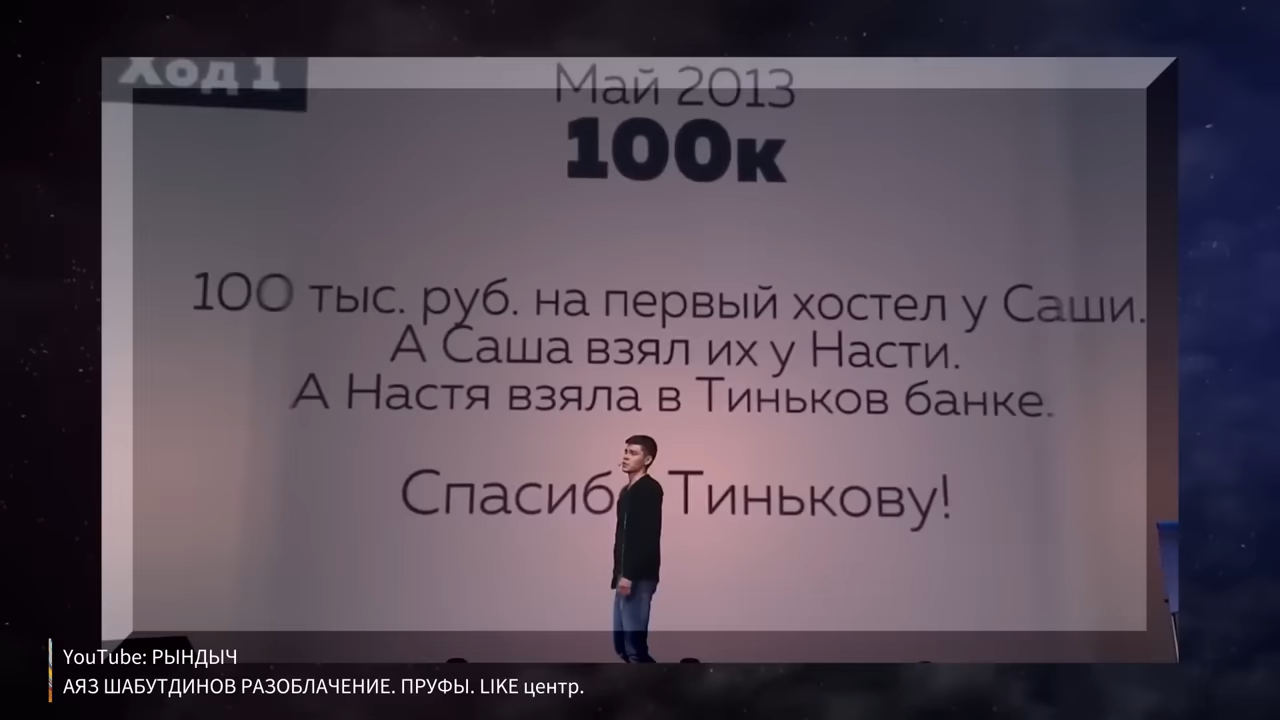 Ход 1
Май 2013
100к
100 тыс. руб. на первый хостел у Саши.
А Саша взял их у Насти.
А Настя взяла в Тиньков банке.
Спасиб Тинькову!
YouTube: РЫНДЫЧ
АЯЗ ШАБУТДИНОВ РАЗОБЛАЧЕНИЕ. ПРУФЫ. LIKE центр.